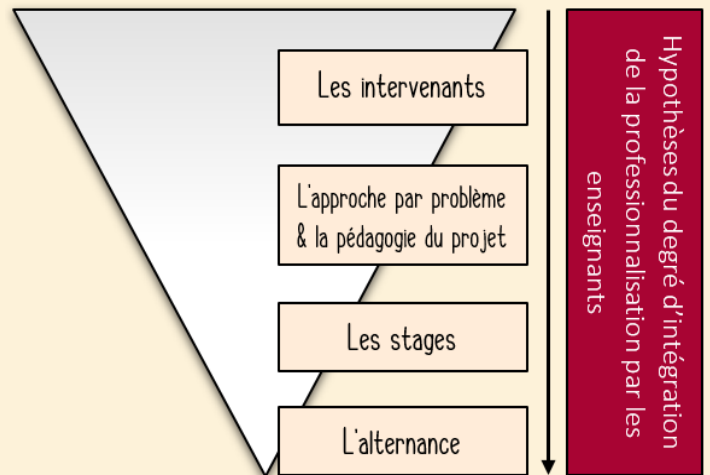 Les intervenants
L'approche par problème
& la pédagogie du projet
Les stages
L'alternance
Hypothèses du degré d'intégration
de la professionnalisation par les
enseignants